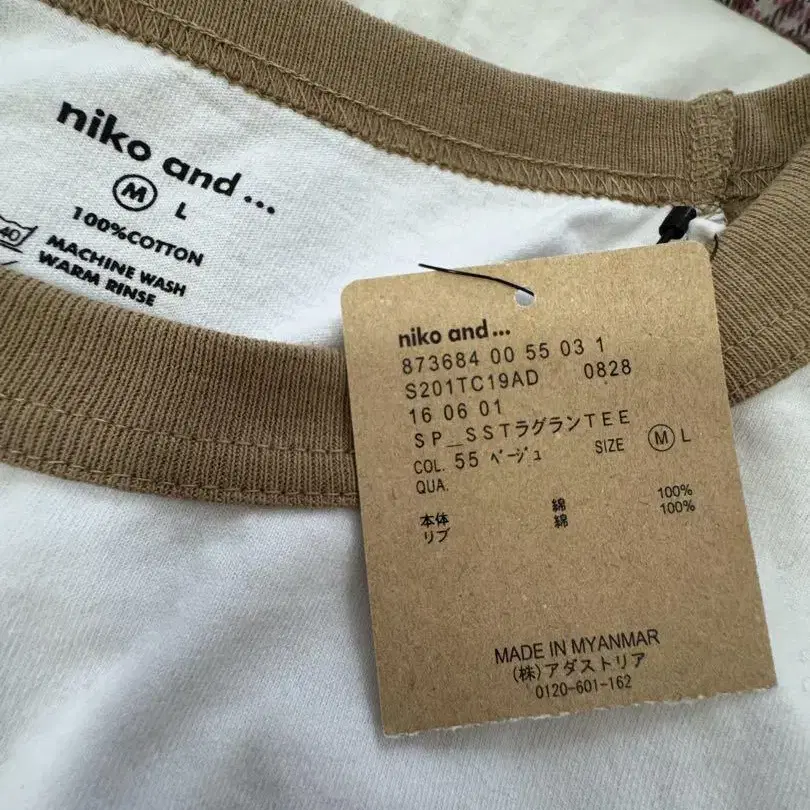 niko and...
M L
100%COTTON
40
MACHINE WASH
WARM RINSE
niko and...
873684 00 55 03 1
S201TC19AD 0828
16 06 01
SP_SSTラグランTEE
COL. 55 ベージュ SIZE M L
QUA.
本体 綿 100%
リブ 綿 100%
MADE IN MYANMAR
(株)アダストリア
0120-601-162